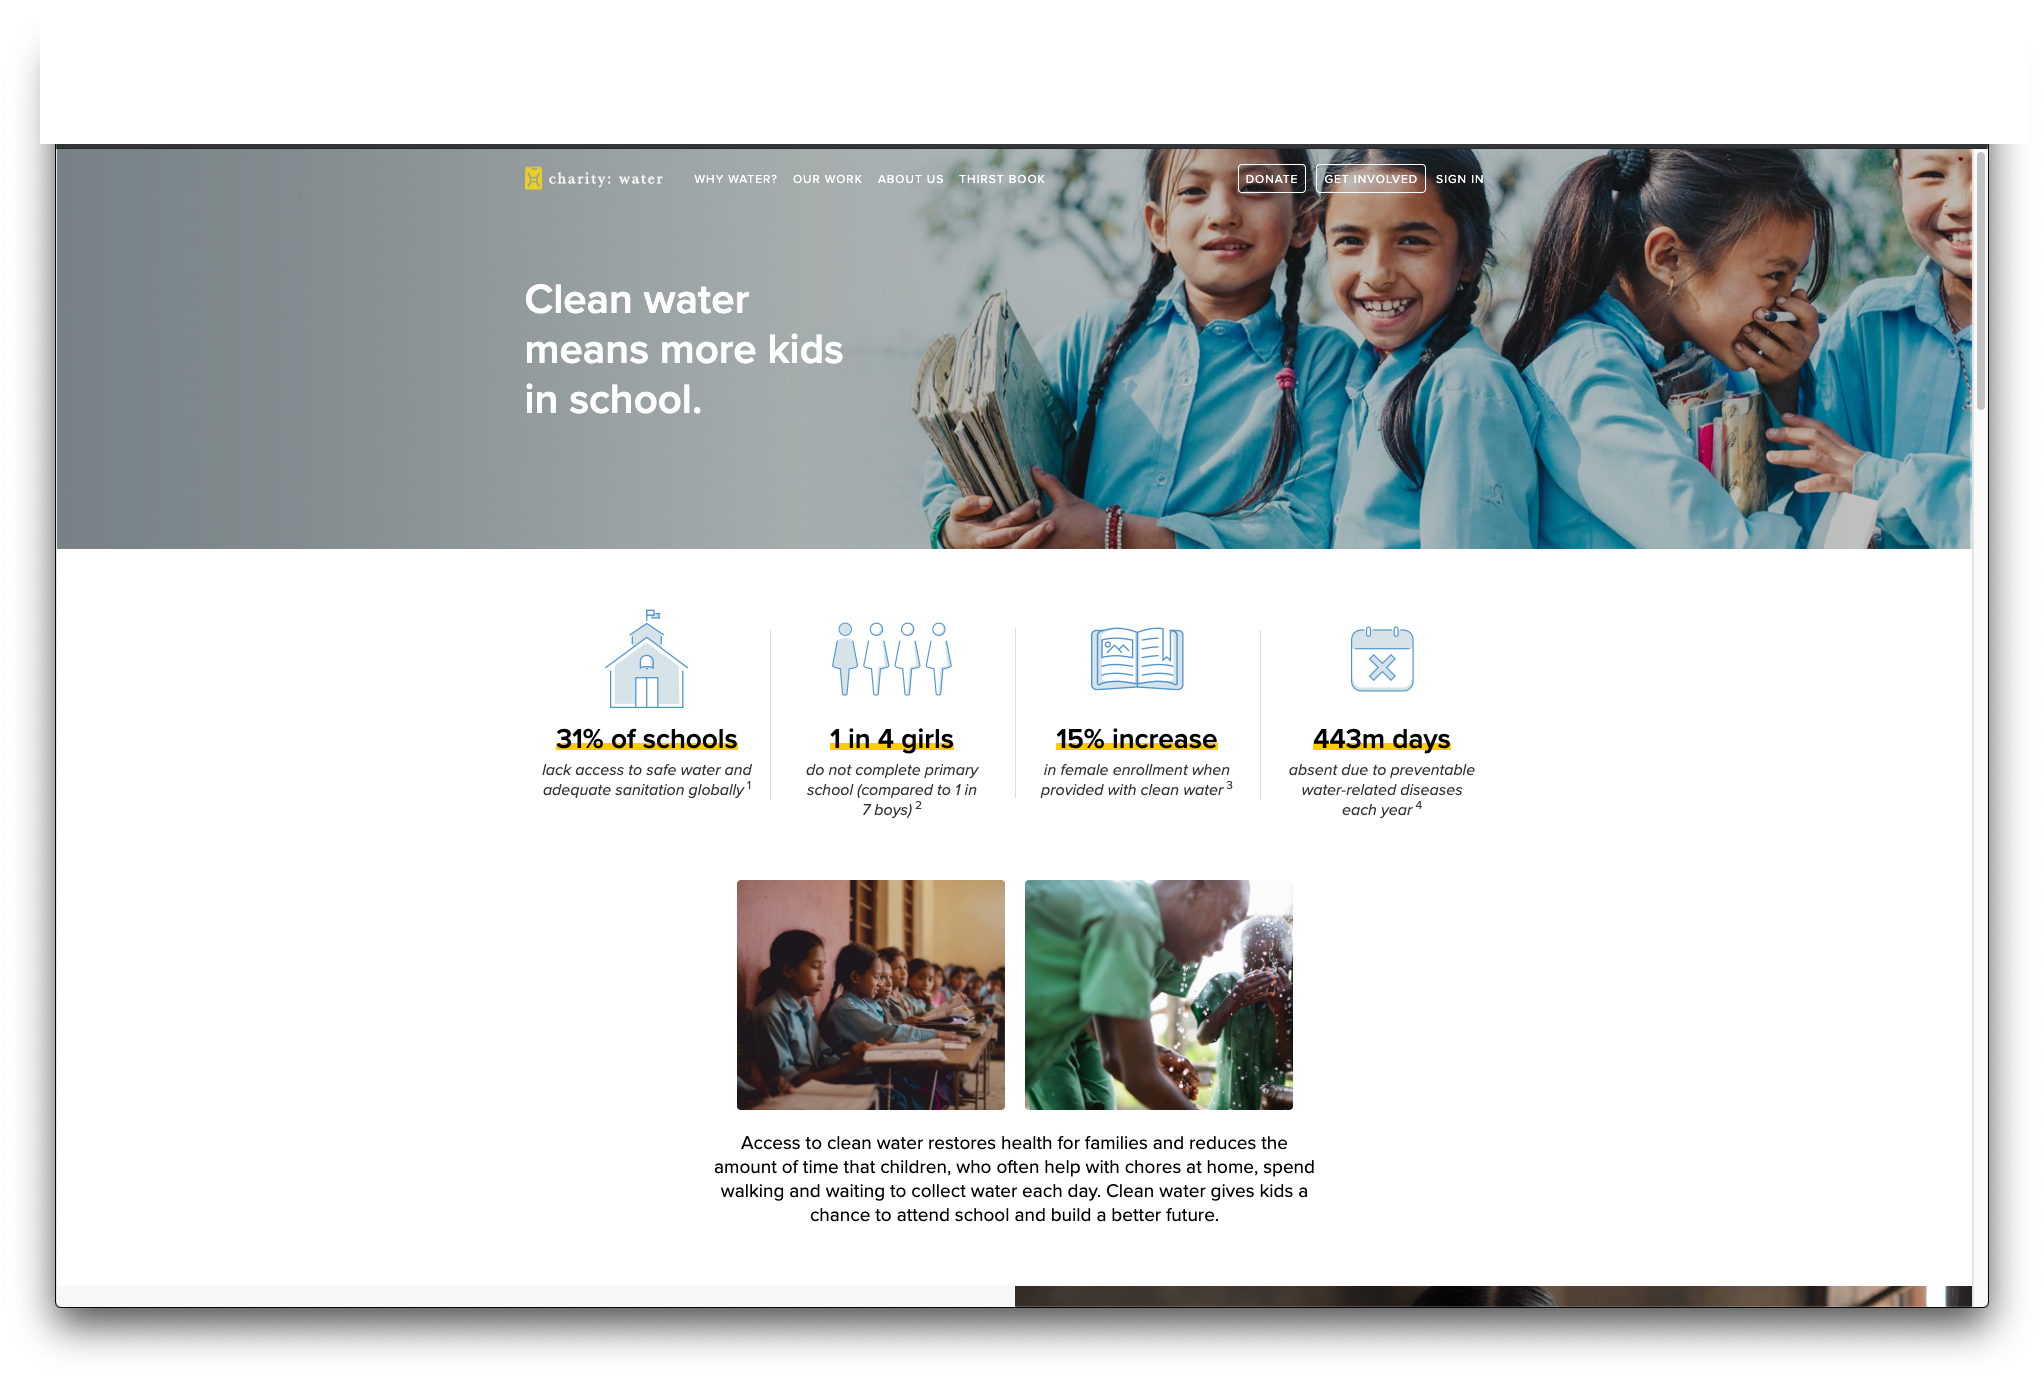 charity: water
WHY WATER?
OUR WORK
ABOUT US
THIRST BOOK
DONATE
GET INVOLVED
SIGN IN
Clean water
means more kids
in school.
31% of schools
lack access to safe water and
adequate sanitation globally 1
1 in 4 girls
do not complete primary
school (compared to 1 in
7 boys) 2
15% increase
in female enrollment when
provided with clean water 3
443m days
absent due to preventable
water-related diseases
each year 4
Access to clean water restores health for families and reduces the
amount of time that children, who often help with chores at home, spend
walking and waiting to collect water each day. Clean water gives kids a
chance to attend school and build a better future.